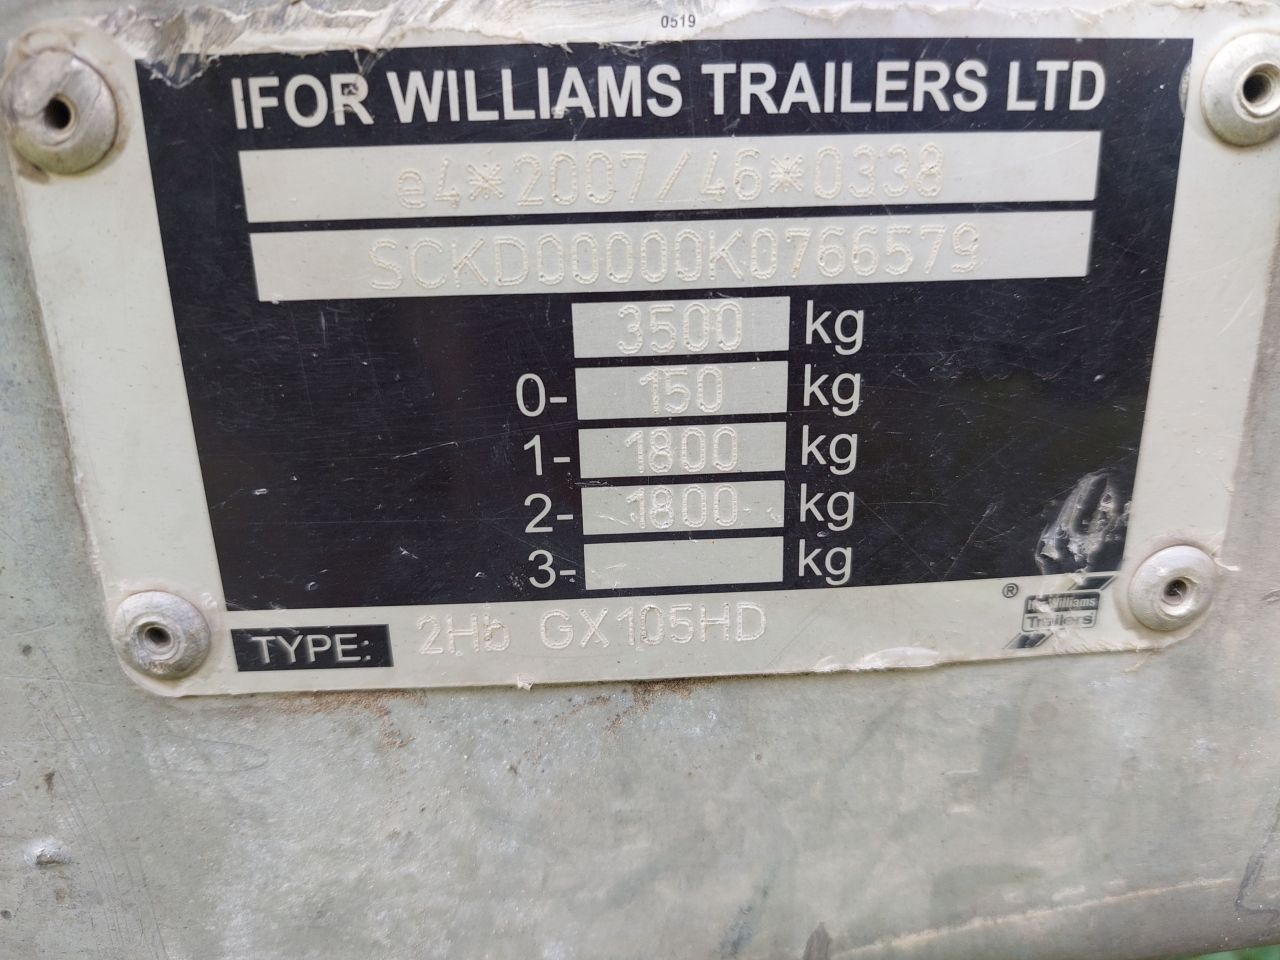 0519
IFOR WILLIAMS TRAILERS LTD
e4*2007/46*0338
SCKD00000K0766579
3500 kg
0- 150 kg
1- 1800 kg
2- 1800 kg
3- kg
TYPE: 2Hb GX105HD
®
Ifor Williams
Trailers